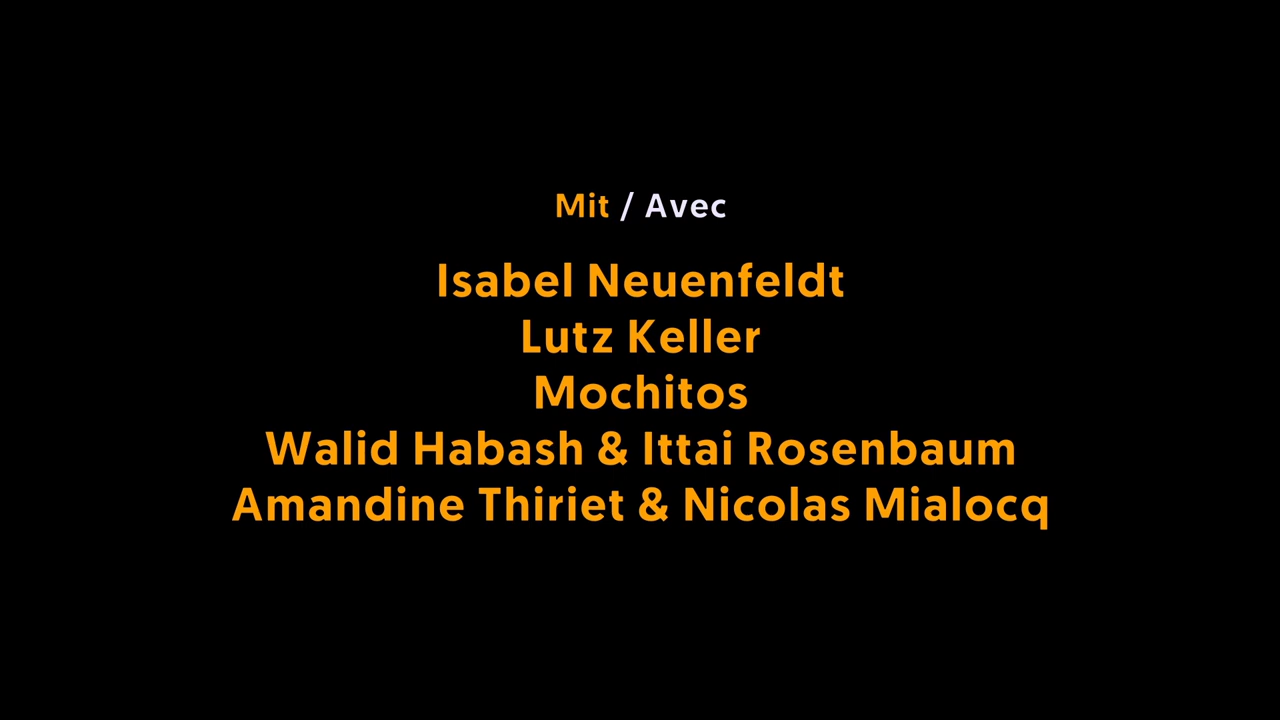 Mit / Avec
Isabel Neuenfeldt
Lutz Keller
Mochitos
Walid Habash & Ittai Rosenbaum
Amandine Thiriet & Nicolas Mialocq